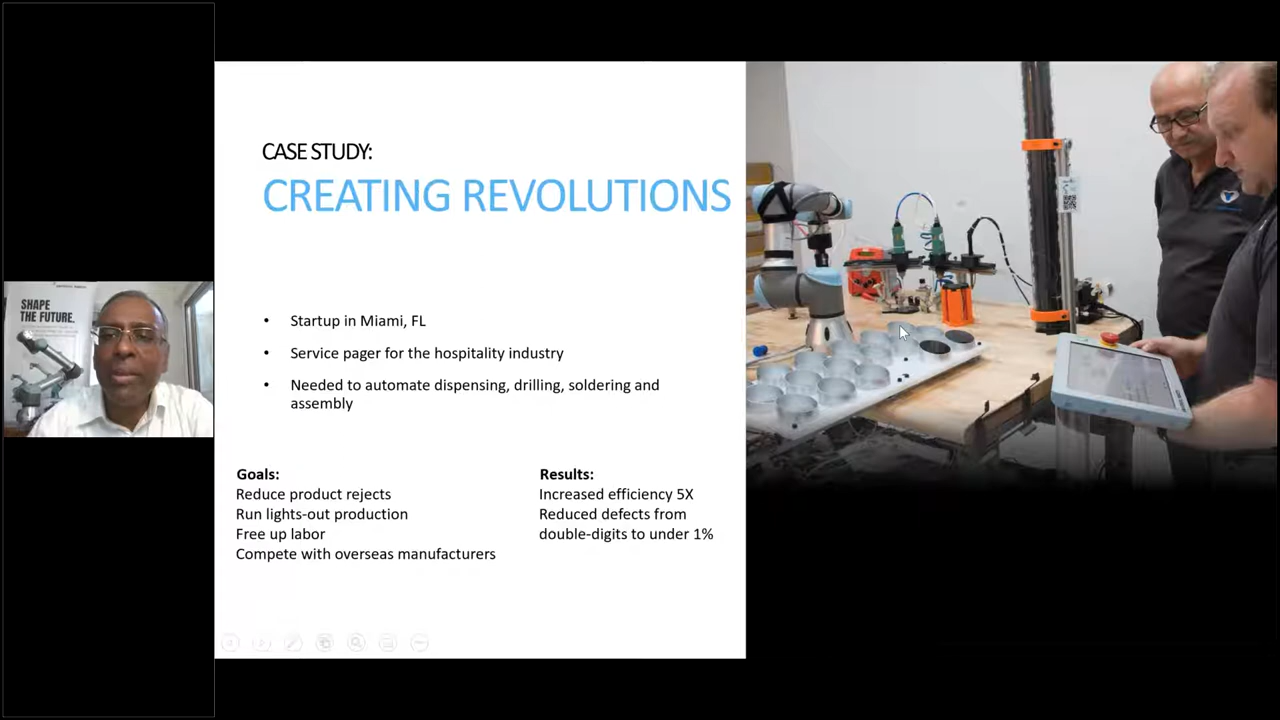 CASE STUDY:
CREATING REVOLUTIONS
• Startup in Miami, FL
• Service pager for the hospitality industry
• Needed to automate dispensing, drilling, soldering and
assembly
Goals:
Reduce product rejects
Run lights-out production
Free up labor
Compete with overseas manufacturers
Results:
Increased efficiency 5X
Reduced defects from
double-digits to under 1%
SHAPE
THE FUTURE.